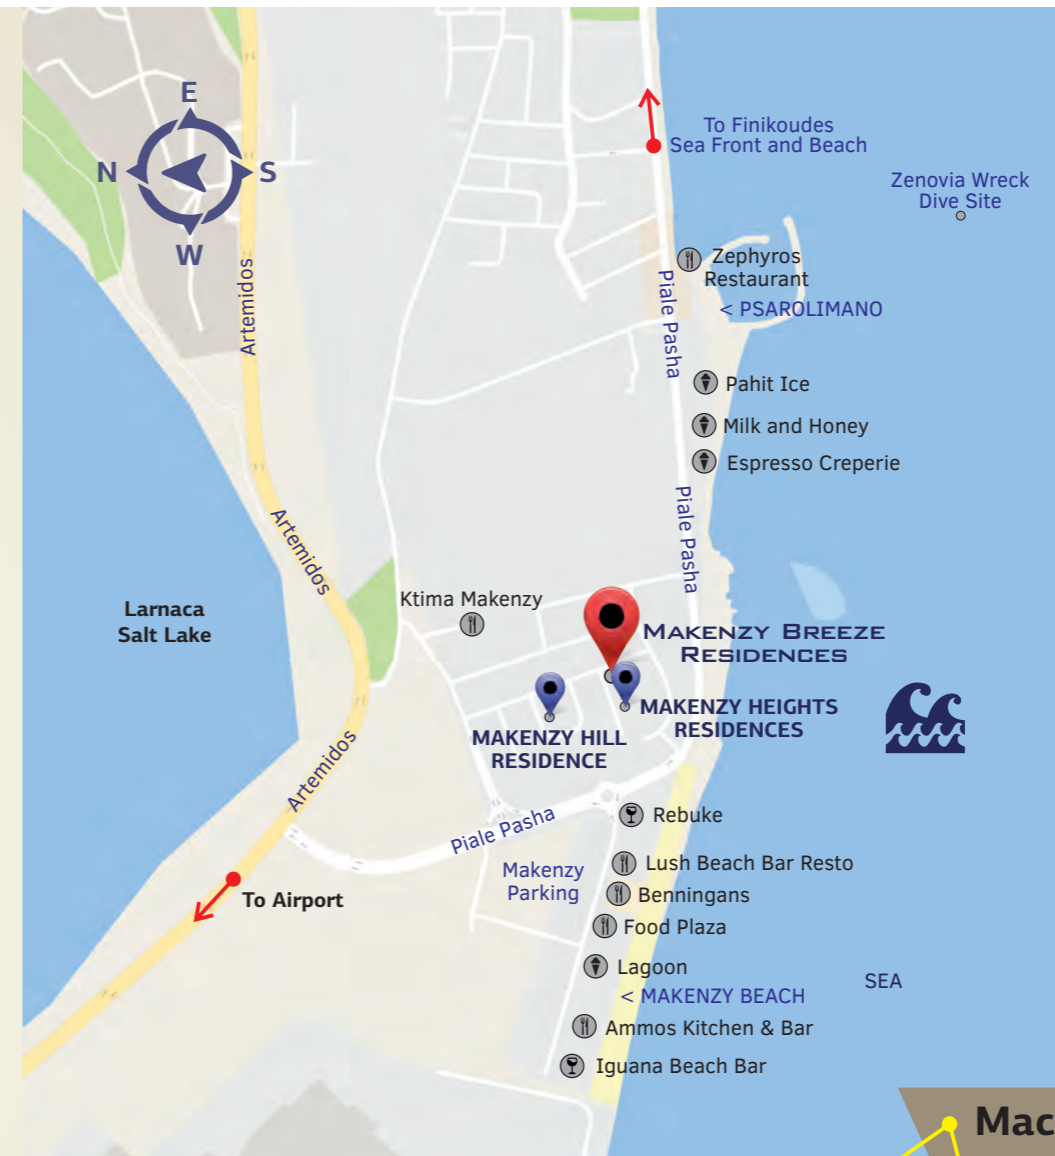 E
N
S
W
To Finikoudes
Sea Front and Beach
Zenovia Wreck
Dive Site
Artemidos
Zephyros
Restaurant
< PSAROLIMANO
Piale Pasha
Pahit Ice
Milk and Honey
Espresso Creperie
Artemidos
Piale Pasha
Larnaca
Salt Lake
Ktima Makenzy
MAKENZY BREEZE
RESIDENCES
MAKENZY HEIGHTS
RESIDENCES
MAKENZY HILL
RESIDENCE
Artemidos
Piale Pasha
Rebuke
Makenzy
Parking
Lush Beach Bar Resto
Benningans
To Airport
Food Plaza
Lagoon
SEA
< MAKENZY BEACH
Ammos Kitchen & Bar
Iguana Beach Bar
Mac